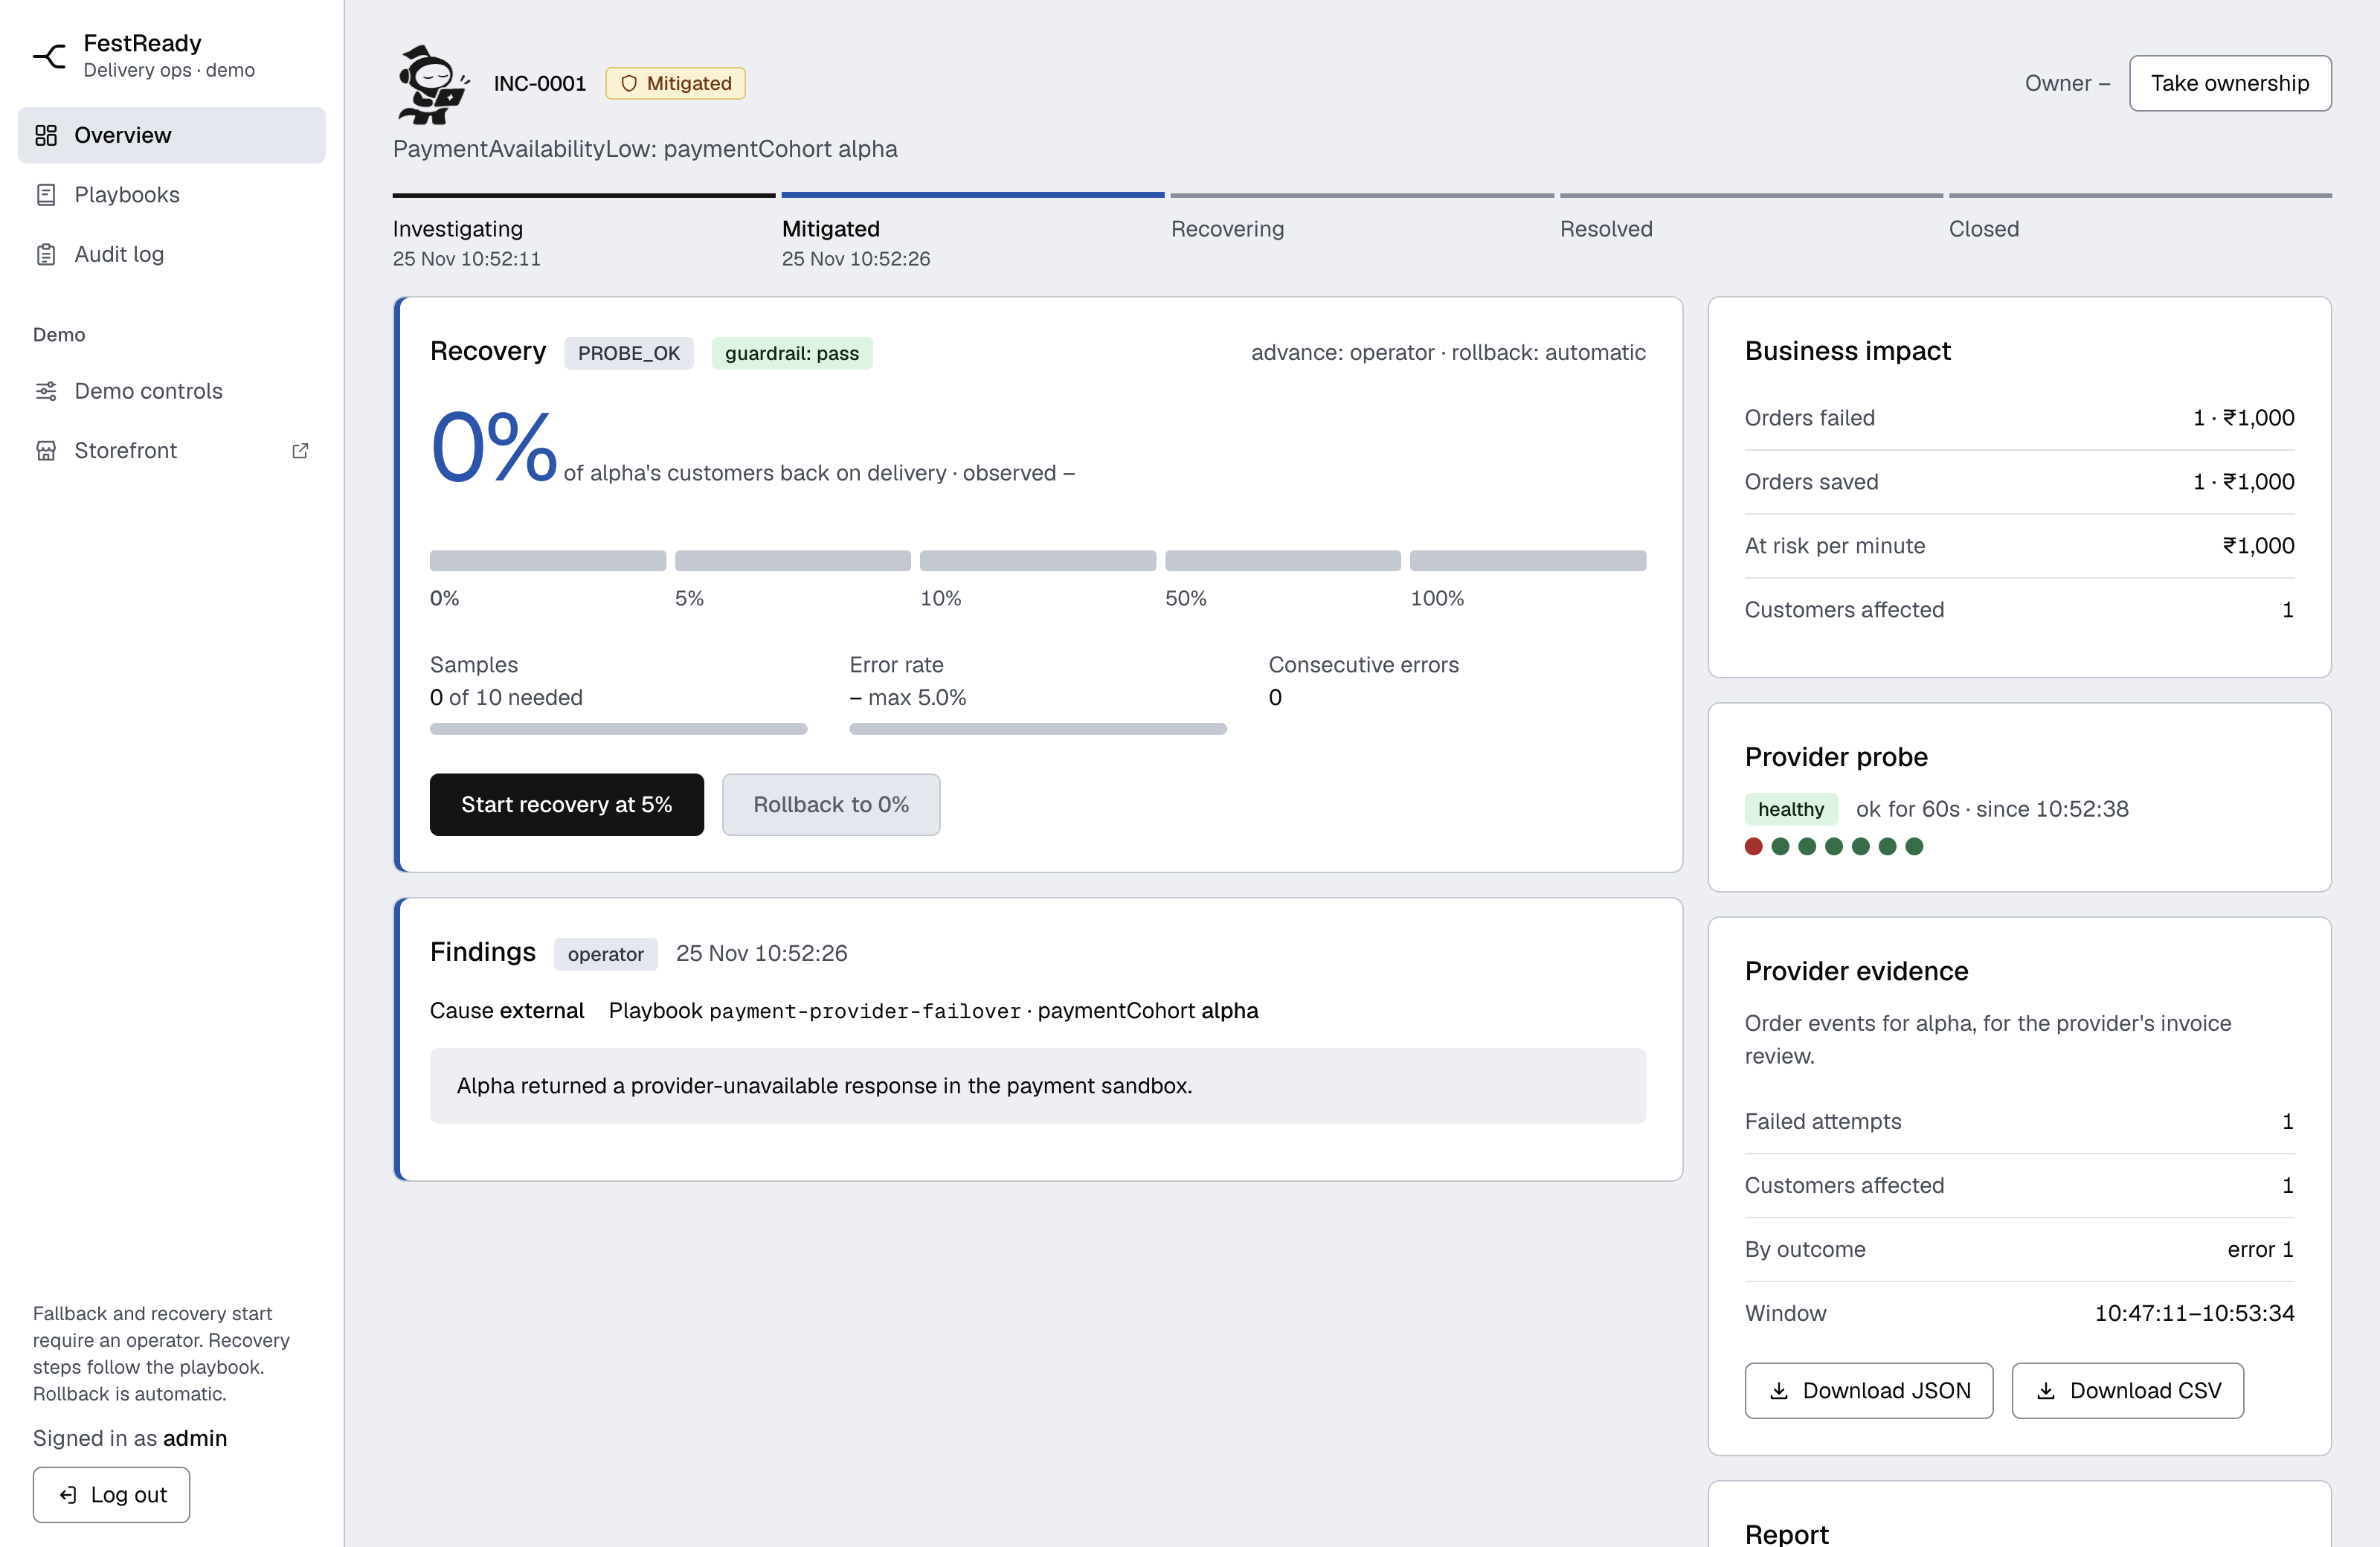 FestReady
Delivery ops · demo
Overview
Playbooks
Audit log
Demo
Demo controls
Storefront
Fallback and recovery start
require an operator. Recovery
steps follow the playbook.
Rollback is automatic.
Signed in as admin
Log out
INC-0001
Mitigated
Owner –
Take ownership
PaymentAvailabilityLow: paymentCohort alpha
Investigating
25 Nov 10:52:11
Mitigated
25 Nov 10:52:26
Recovering
Resolved
Closed
Recovery
PROBE_OK
guardrail: pass
advance: operator · rollback: automatic
0% of alpha's customers back on delivery · observed –
0%
5%
10%
50%
100%
Samples
0 of 10 needed
Error rate
– max 5.0%
Consecutive errors
0
Start recovery at 5%
Rollback to 0%
Findings
operator
25 Nov 10:52:26
Cause external Playbook payment-provider-failover · paymentCohort alpha
Alpha returned a provider-unavailable response in the payment sandbox.
Business impact
Orders failed 1 · ₹1,000
Orders saved 1 · ₹1,000
At risk per minute ₹1,000
Customers affected 1
Provider probe
healthy ok for 60s · since 10:52:38
Provider evidence
Order events for alpha, for the provider's invoice
review.
Failed attempts 1
Customers affected 1
By outcome error 1
Window 10:47:11–10:53:34
Download JSON
Download CSV
Report